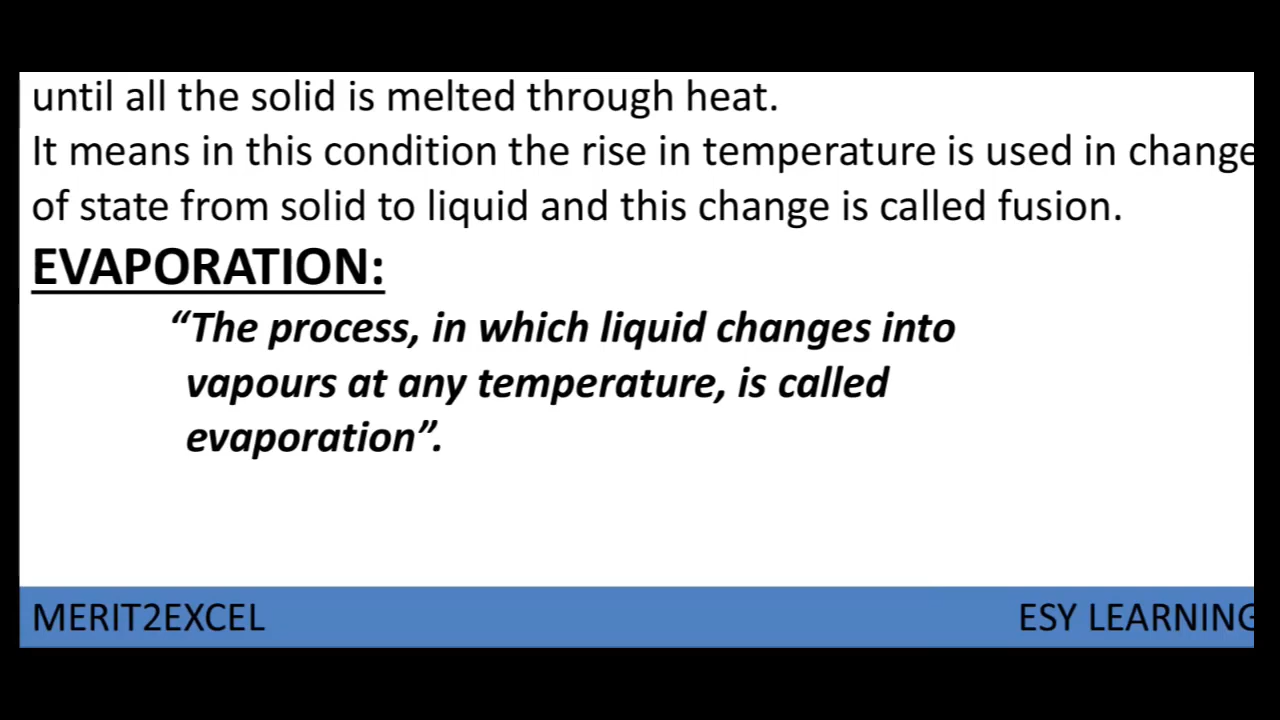 until all the solid is melted through heat.
It means in this condition the rise in temperature is used in change
of state from solid to liquid and this change is called fusion.
EVAPORATION:
“The process, in which liquid changes into
vapours at any temperature, is called
evaporation”.
MERIT2EXCEL
ESY LEARNING